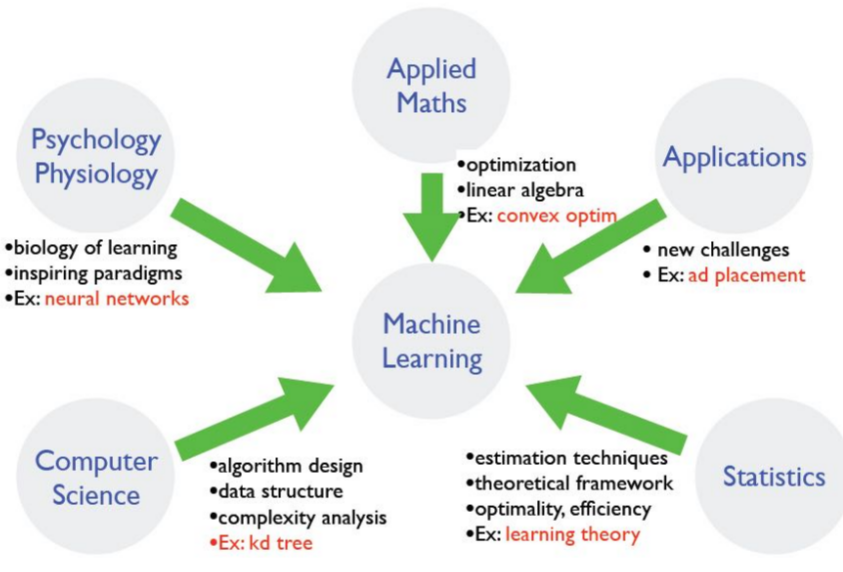 Applied
Maths
•optimization
•linear algebra
•Ex: convex optim
Psychology
Physiology
•biology of learning
•inspiring paradigms
•Ex: neural networks
Applications
• new challenges
• Ex: ad placement
Machine
Learning
Computer
Science
•algorithm design
•data structure
•complexity analysis
•Ex: kd tree
•estimation techniques
•theoretical framework
•optimality, efficiency
•Ex: learning theory
Statistics